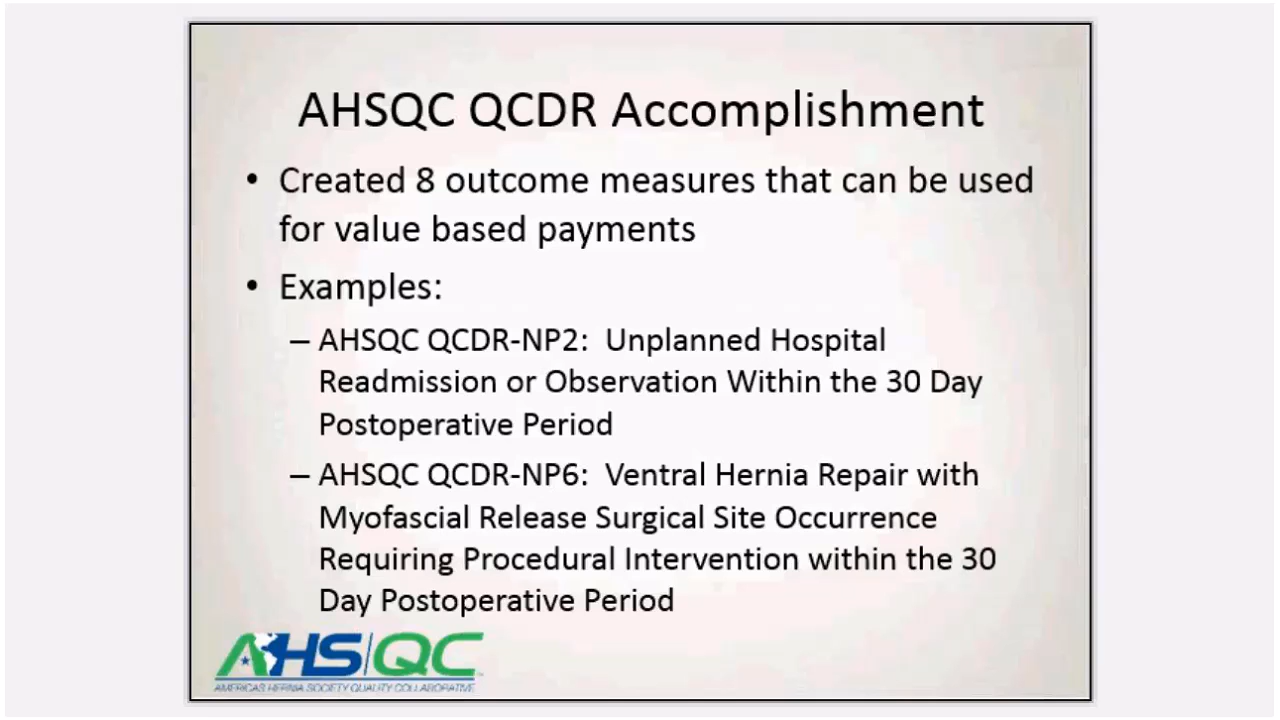 AHSQC QCDR Accomplishment
• Created 8 outcome measures that can be used
for value based payments
• Examples:
– AHSQC QCDR-NP2:  Unplanned Hospital
Readmission or Observation Within the 30 Day
Postoperative Period
– AHSQC QCDR-NP6:  Ventral Hernia Repair with
Myofascial Release Surgical Site Occurrence
Requiring Procedural Intervention within the 30
Day Postoperative Period
AHS|QC
AMERICAS HERNIA SOCIETY QUALITY COLLABORATIVE